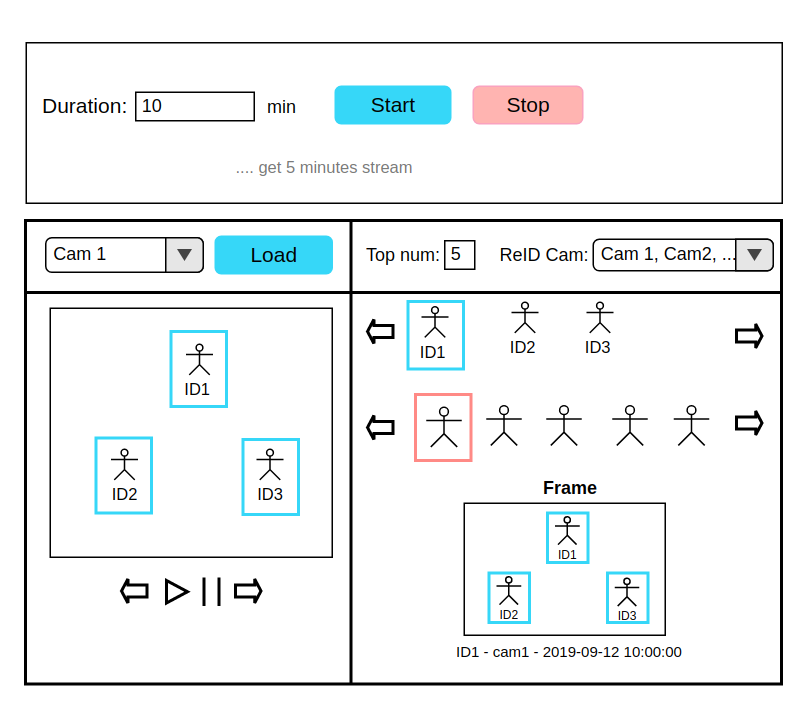 Duration: 10 min Start Stop
.... get 5 minutes stream
Cam 1 Load
Top num: 5 ReID Cam: Cam 1, Cam2, ...
ID1
ID2 ID3
ID1 ID2 ID3
Frame
ID1
ID2 ID3
ID1 - cam1 - 2019-09-12 10:00:00